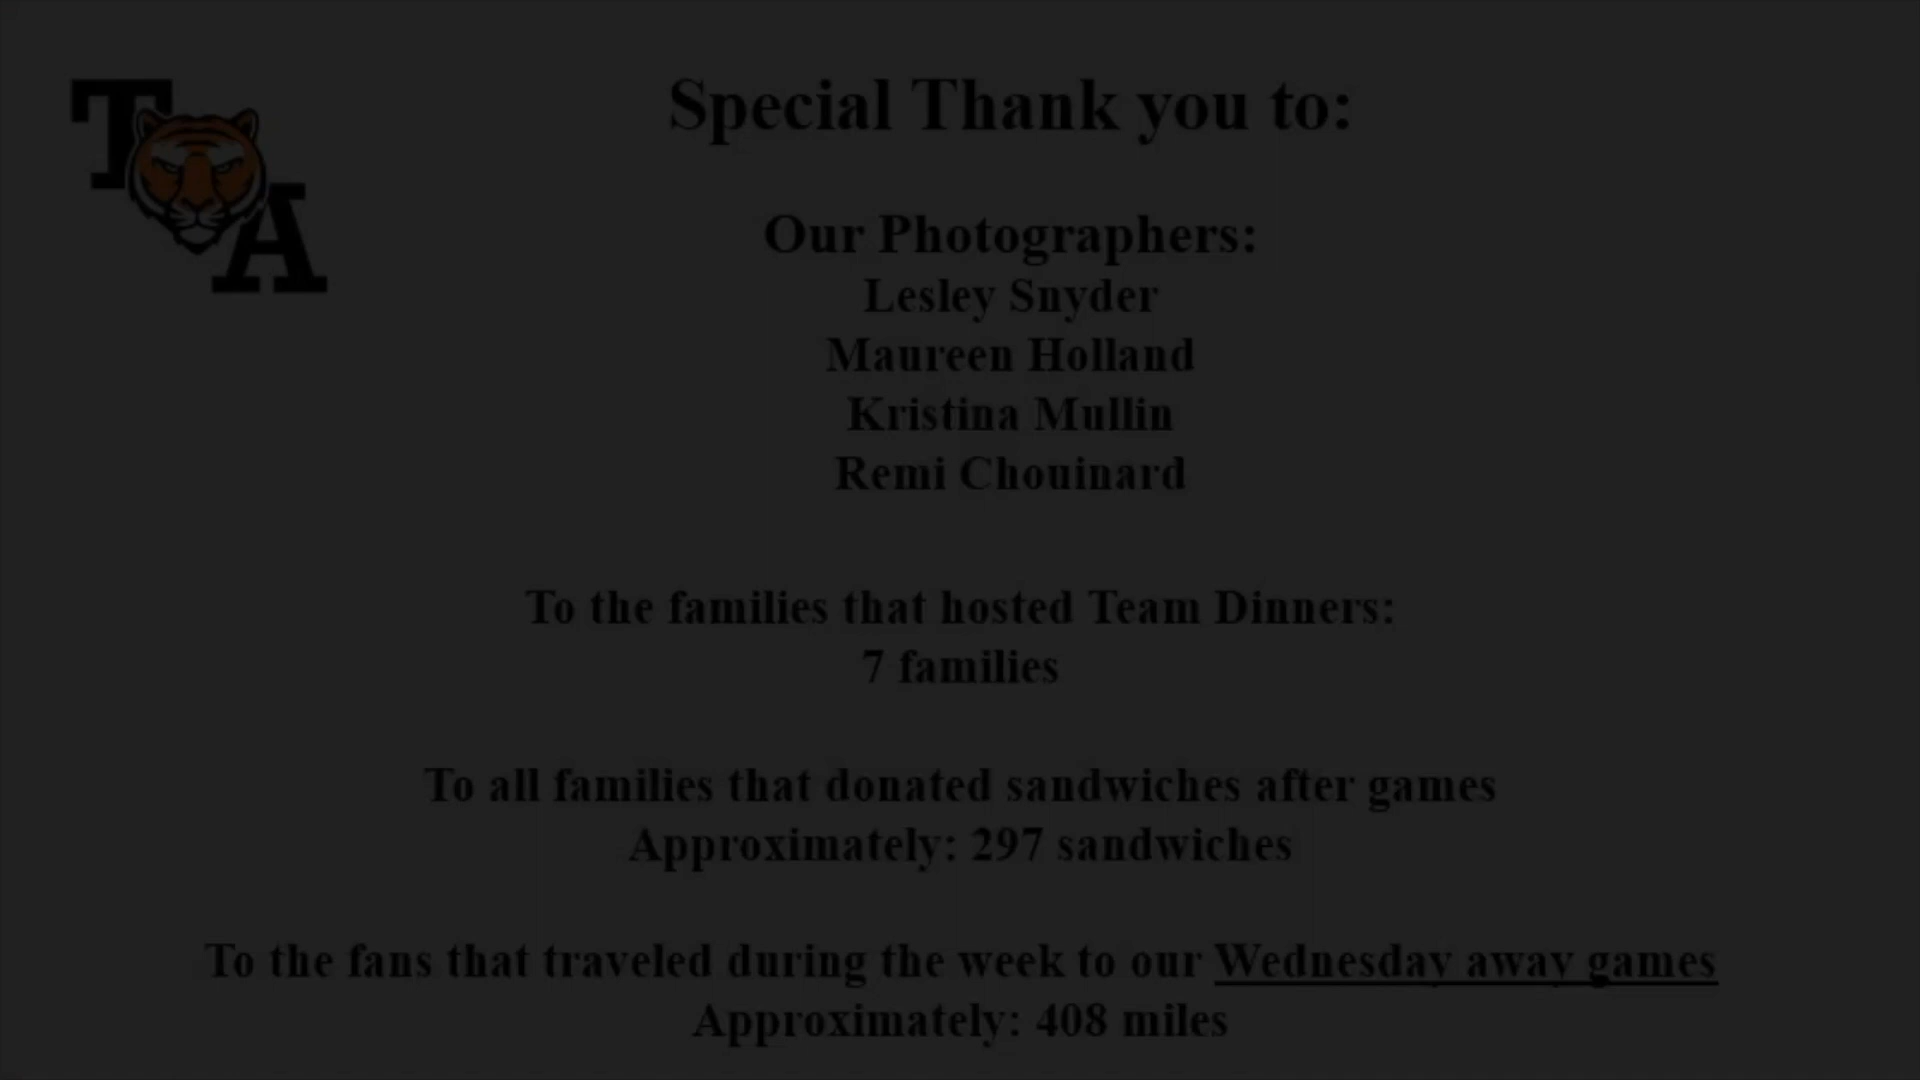 T A
Special Thank you to:
Our Photographers:
Lesley Snyder
Maureen Holland
Kristina Mullin
Remi Chouinard
To the families that hosted Team Dinners:
7 families
To all families that donated sandwiches after games
Approximately: 297 sandwiches
To the fans that traveled during the week to our Wednesday away games
Approximately: 408 miles